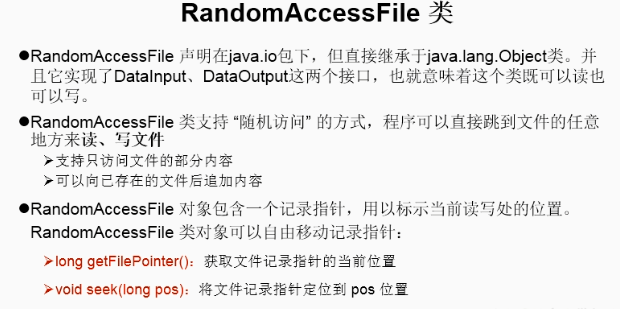 RandomAccessFile 类
●RandomAccessFile 声明在java.io包下，但直接继承于java.lang.Object类。并
且它实现了DataInput、DataOutput这两个接口，也就意味着这个类既可以读也
可以写。
●RandomAccessFile 类支持 “随机访问” 的方式，程序可以直接跳到文件的任意
地方来读、写文件
➢支持只访问文件的部分内容
➢可以向已存在的文件后追加内容
●RandomAccessFile 对象包含一个记录指针，用以标示当前读写处的位置。
RandomAccessFile 类对象可以自由移动记录指针：
➢long getFilePointer()：获取文件记录指针的当前位置
➢void seek(long pos)：将文件记录指针定位到 pos 位置